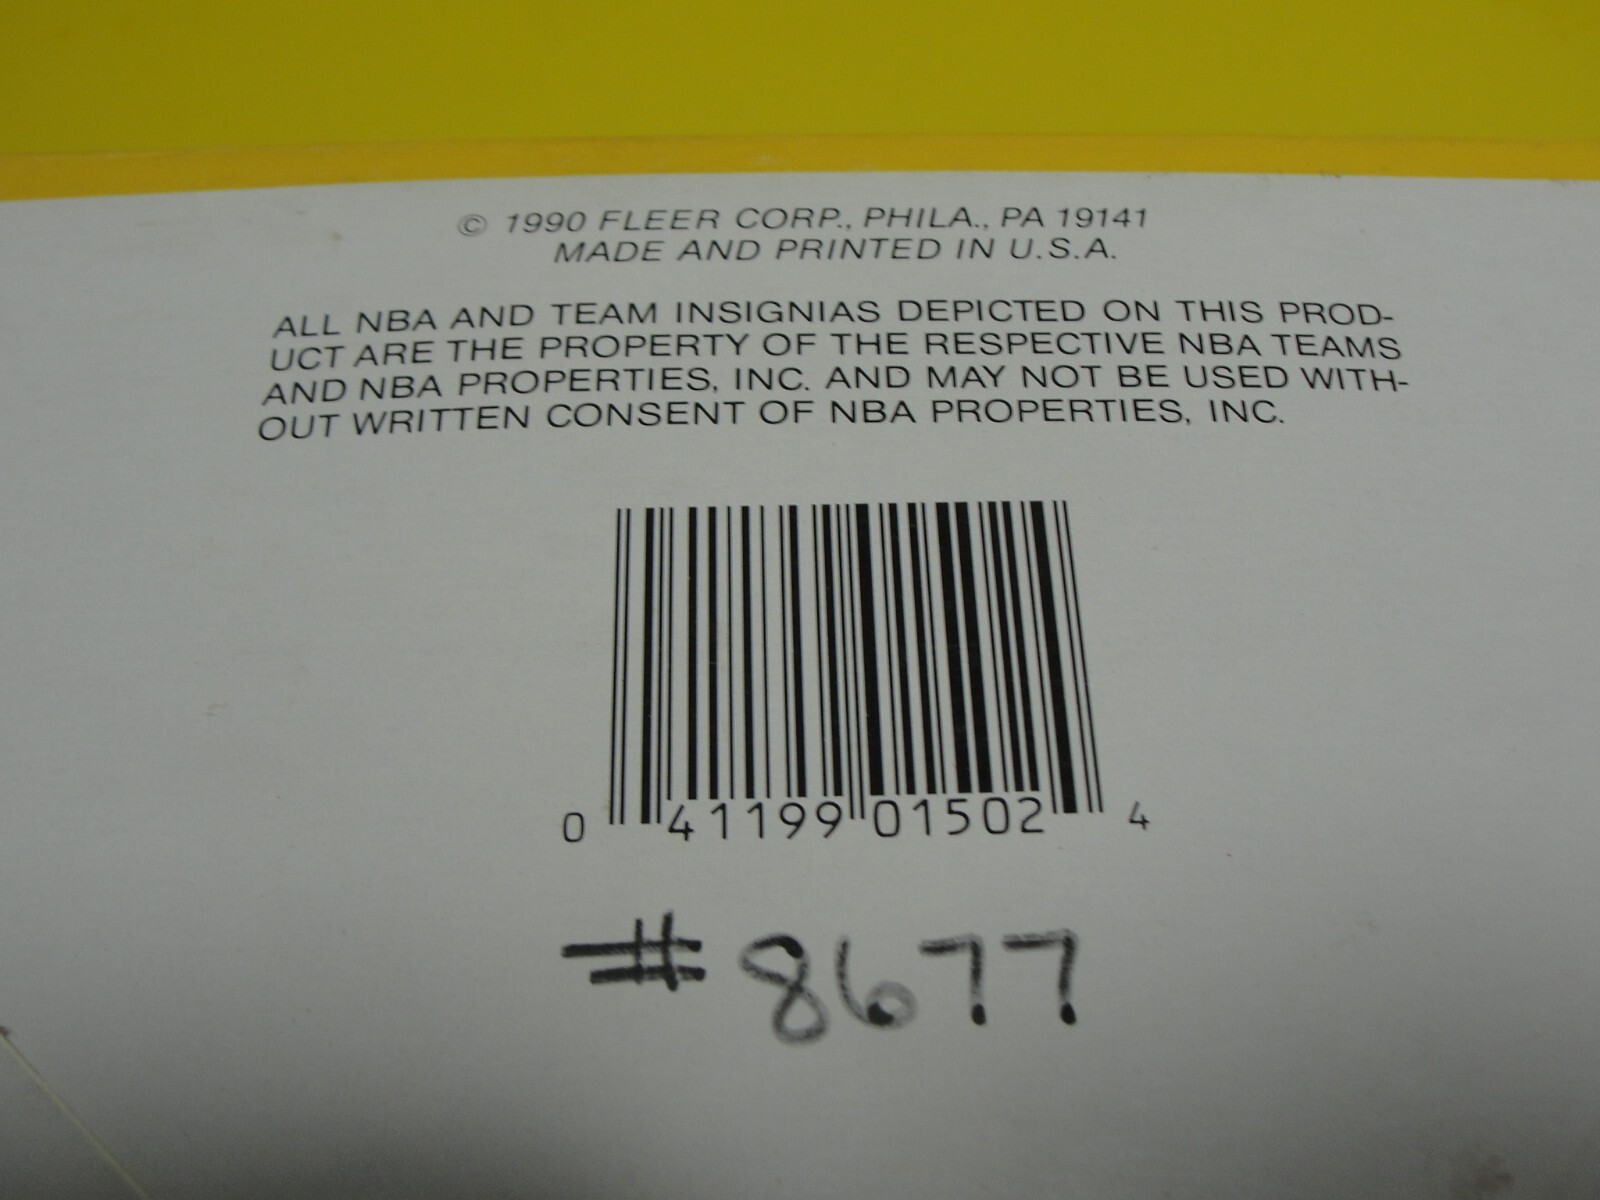 © 1990 FLEER CORP., PHILA., PA 19141
MADE AND PRINTED IN U.S.A.
ALL NBA AND TEAM INSIGNIAS DEPICTED ON THIS PROD-
UCT ARE THE PROPERTY OF THE RESPECTIVE NBA TEAMS
AND NBA PROPERTIES, INC. AND MAY NOT BE USED WITH-
OUT WRITTEN CONSENT OF NBA PROPERTIES, INC.
0 41199 01502 4
#8677